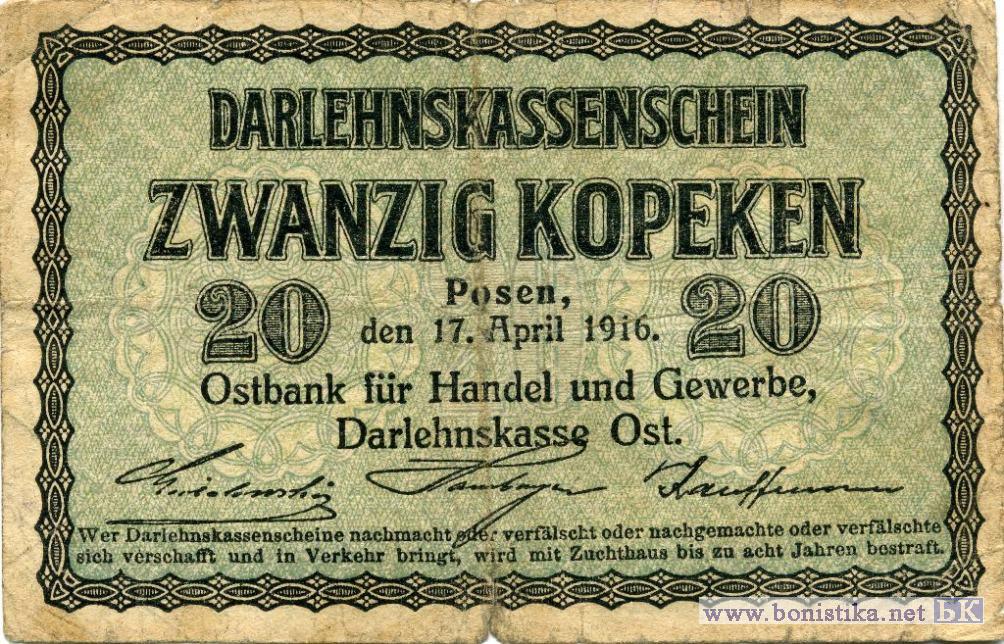 DARLEHNSKASSENSCHEIN
ZWANZIG KOPEKEN
20 Posen, 20
den 17. April 1916.
Ostbank für Handel und Gewerbe,
Darlehnskasse Ost.
Kauffmann
Wer Darlehnskassenscheine nachmacht oder verfälscht oder nachgemachte oder verfälschte
sich verschafft und in Verkehr bringt, wird mit Zuchthaus bis zu acht Jahren bestraft.
www.bonistika.net БК